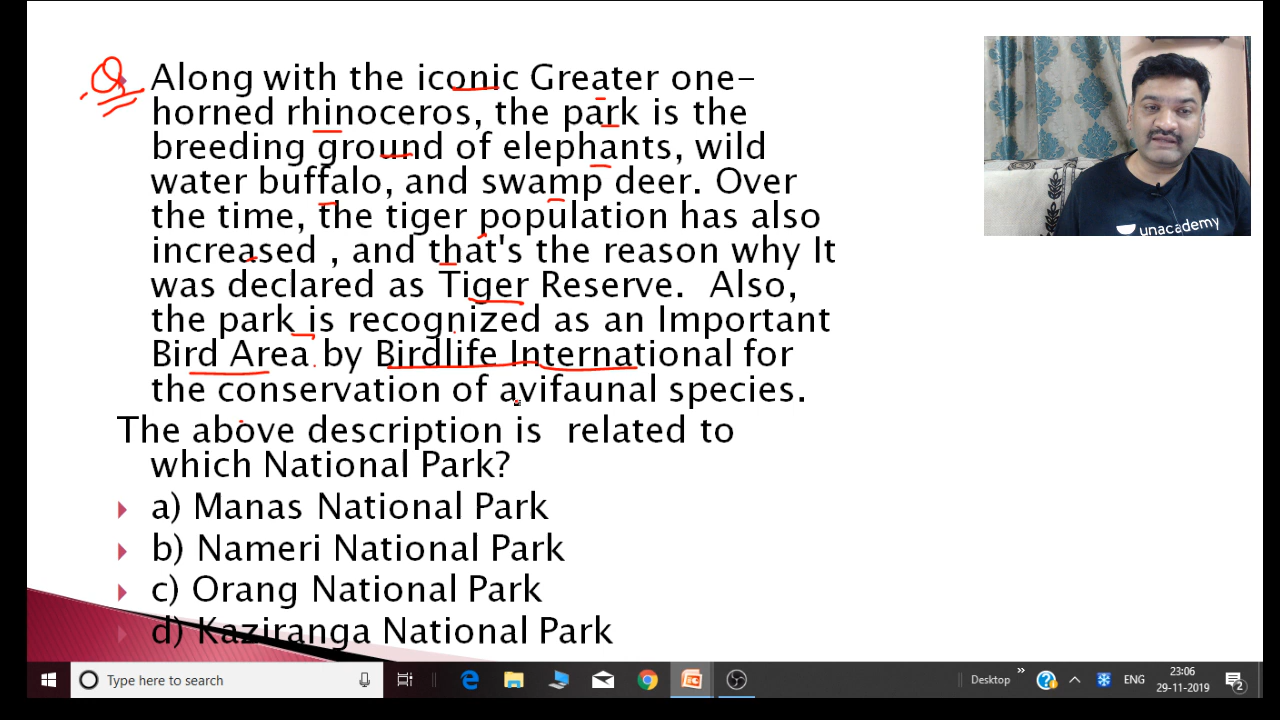 Q. Along with the iconic Greater one-
horned rhinoceros, the park is the
breeding ground of elephants, wild
water buffalo, and swamp deer. Over
the time, the tiger population has also
increased , and that's the reason why It
was declared as Tiger Reserve. Also,
the park is recognized as an Important
Bird Area by Birdlife International for
the conservation of avifaunal species.
The above description is related to
which National Park?
a) Manas National Park
b) Nameri National Park
c) Orang National Park
d) Kaziranga National Park
unacademy
Type here to search
Desktop
ENG
23:06
29-11-2019
2